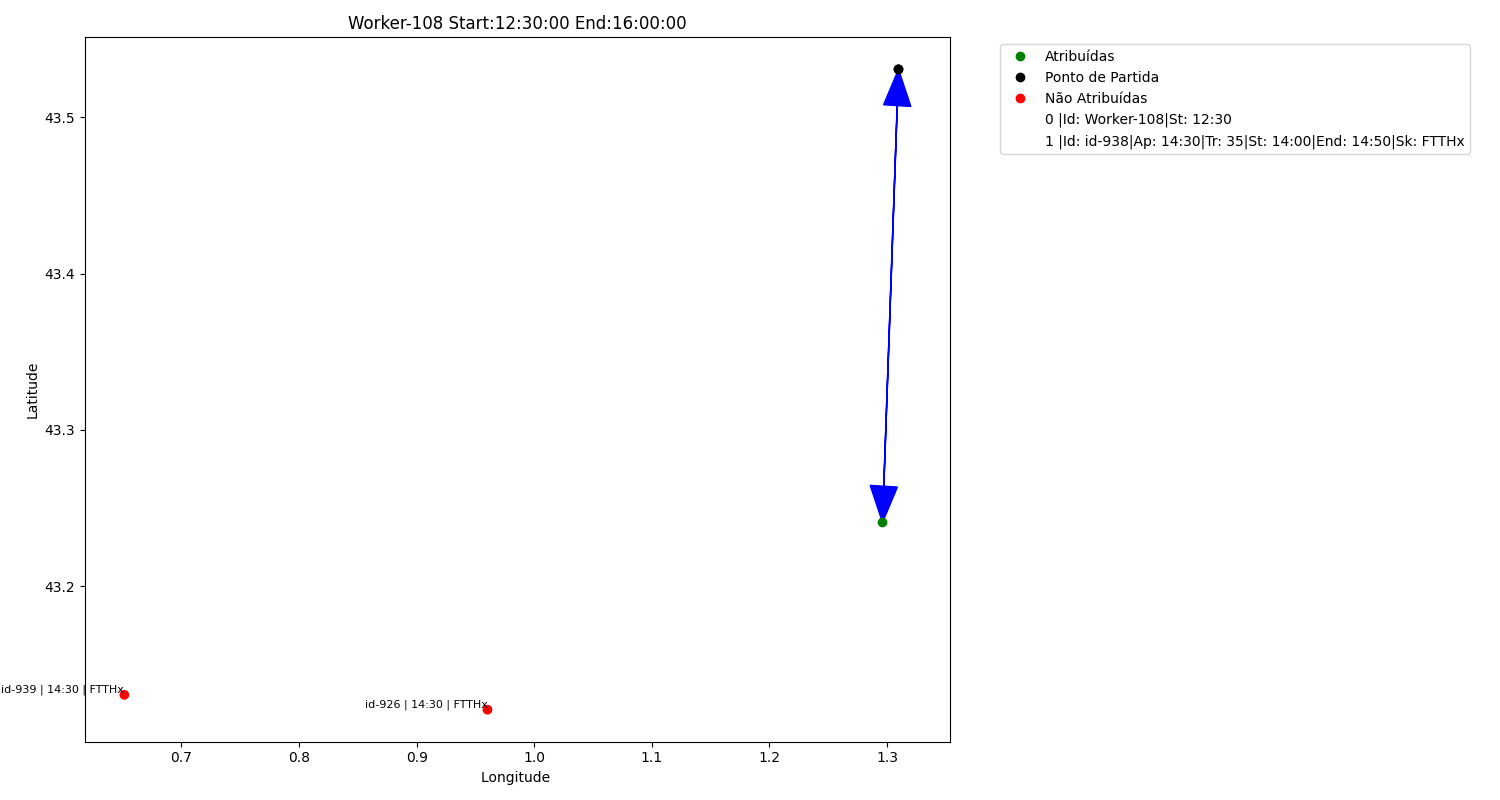 Worker-108 Start:12:30:00 End:16:00:00
Atribuídas
Ponto de Partida
Não Atribuídas
0 |Id: Worker-108|St: 12:30
1 |Id: id-938|Ap: 14:30|Tr: 35|St: 14:00|End: 14:50|Sk: FTTHx
43.5
43.4
43.3
43.2
Latitude
id-939 | 14:30 | FTTHx
id-926 | 14:30 | FTTHx
0.7 0.8 0.9 1.0 1.1 1.2 1.3
Longitude